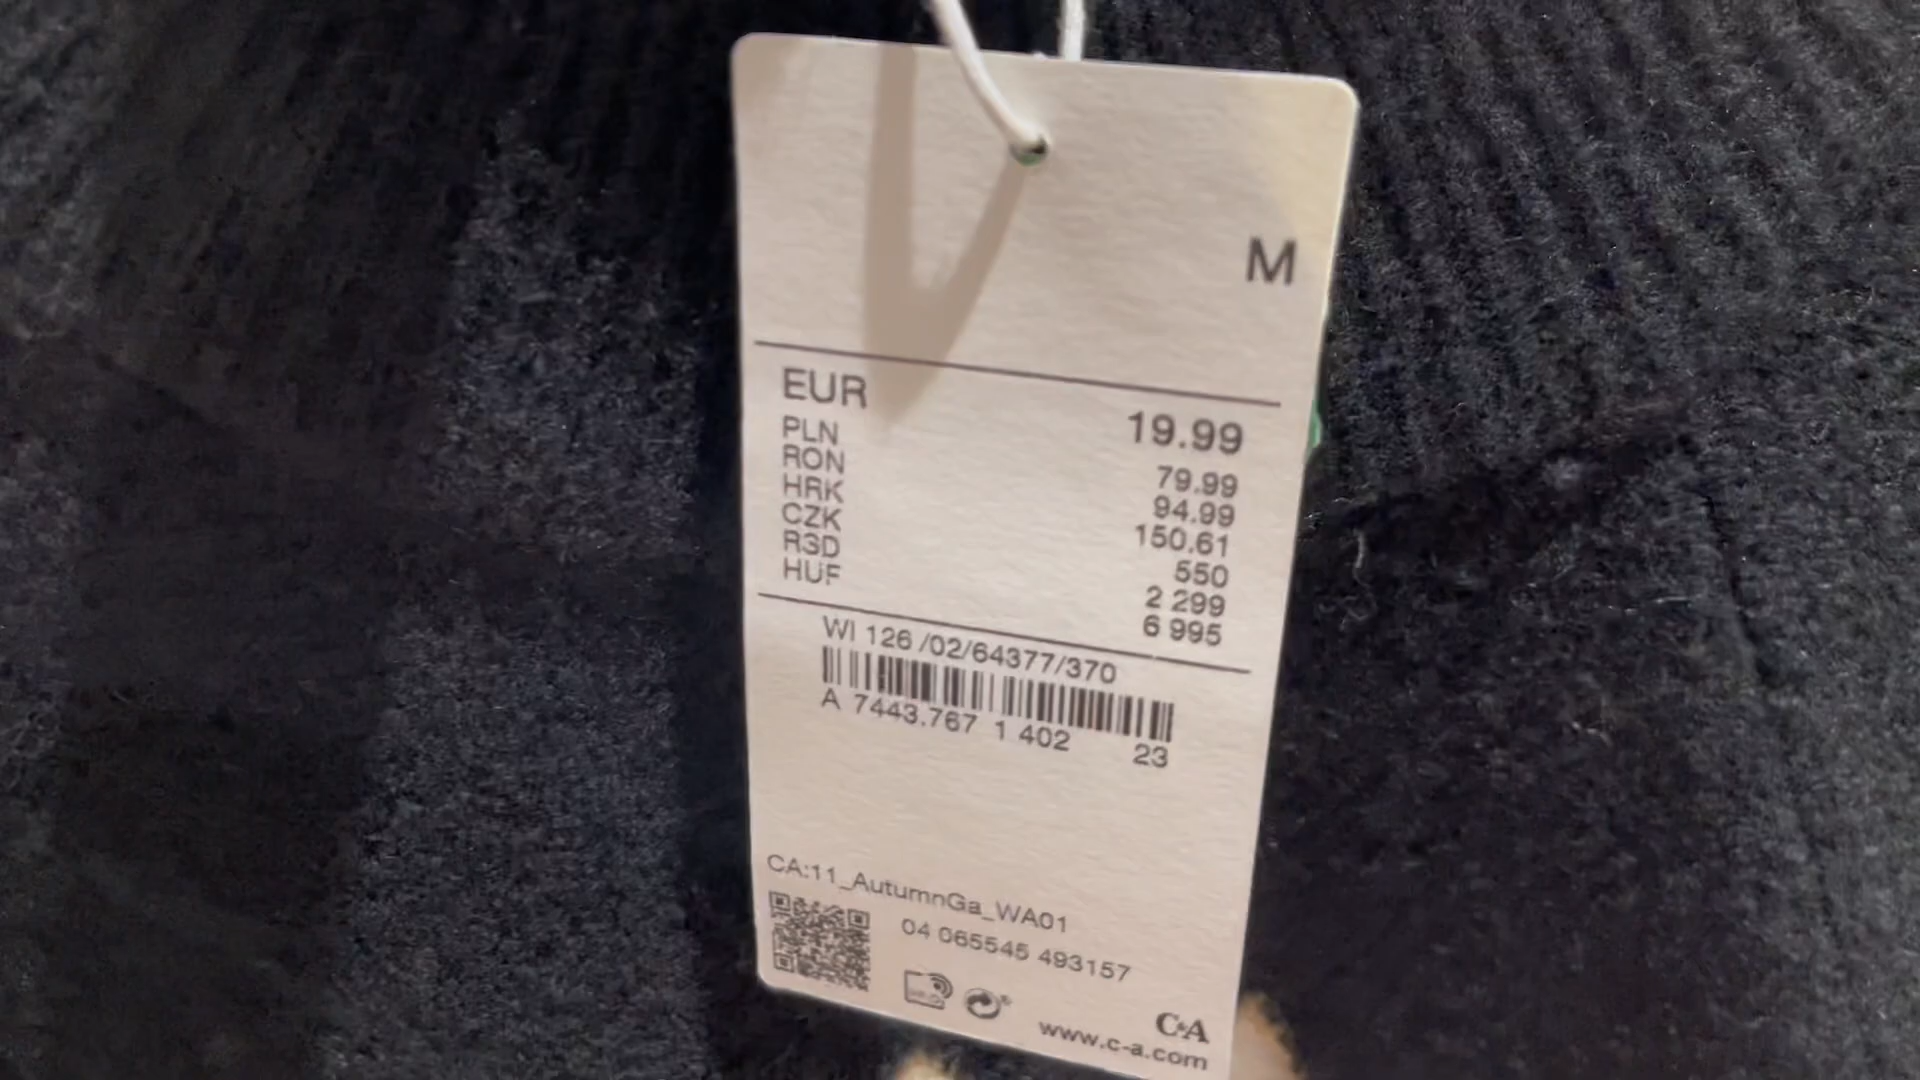 M
EUR 19.99
PLN 79.99
RON 94.99
HRK 150.61
CZK 550
R3D 2 299
HUF 6 995
WI 126 /02/64377/370
A 7443.767 1 402 23
CA:11_AutumnGa_WA01
04 065545 493157
C&A
www.c-a.com